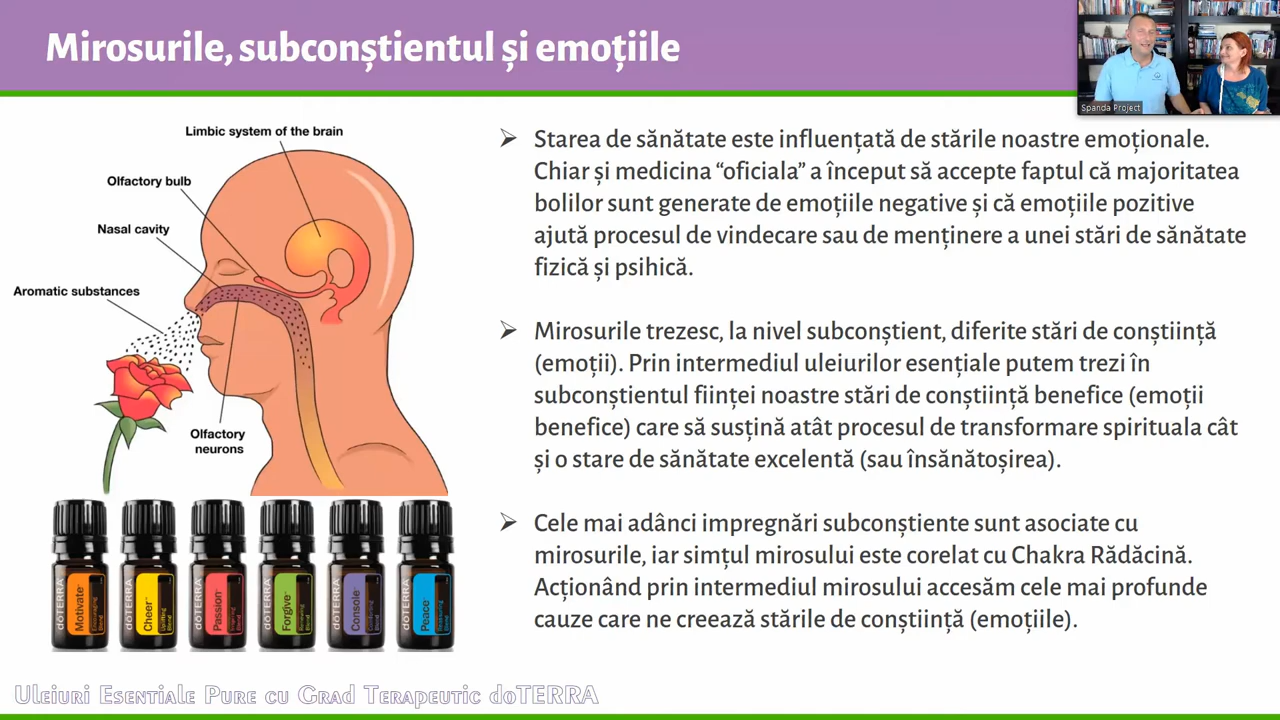 Mirosurile, subconștientul și emoțiile
Spanda Project
Limbic system of the brain
Olfactory bulb
Nasal cavity
Aromatic substances
Olfactory
neurons
Starea de sănătate este influențată de stările noastre emoționale.
Chiar și medicina “oficiala” a început să accepte faptul că majoritatea
bolilor sunt generate de emoțiile negative și că emoțiile pozitive
ajută procesul de vindecare sau de menținere a unei stări de sănătate
fizică și psihică.
Mirosurile trezesc, la nivel subconștient, diferite stări de conștiință
(emoții). Prin intermediul uleiurilor esențiale putem trezi în
subconștientul ființei noastre stări de conștiință benefice (emoții
benefice) care să susțină atât procesul de transformare spirituala cât
și o stare de sănătate excelentă (sau însănătoșirea).
Cele mai adânci impregnări subconștiente sunt asociate cu
mirosurile, iar simțul mirosului este corelat cu Chakra Rădăcină.
Acționând prin intermediul mirosului accesăm cele mai profunde
cauze care ne creează stările de conștiință (emoțiile).
dōTERRA Motivate
dōTERRA Cheer
dōTERRA Passion
dōTERRA Forgive
dōTERRA Console
dōTERRA Peace
Uleiuri Esentiale Pure cu Grad Terapeutic doTERRA